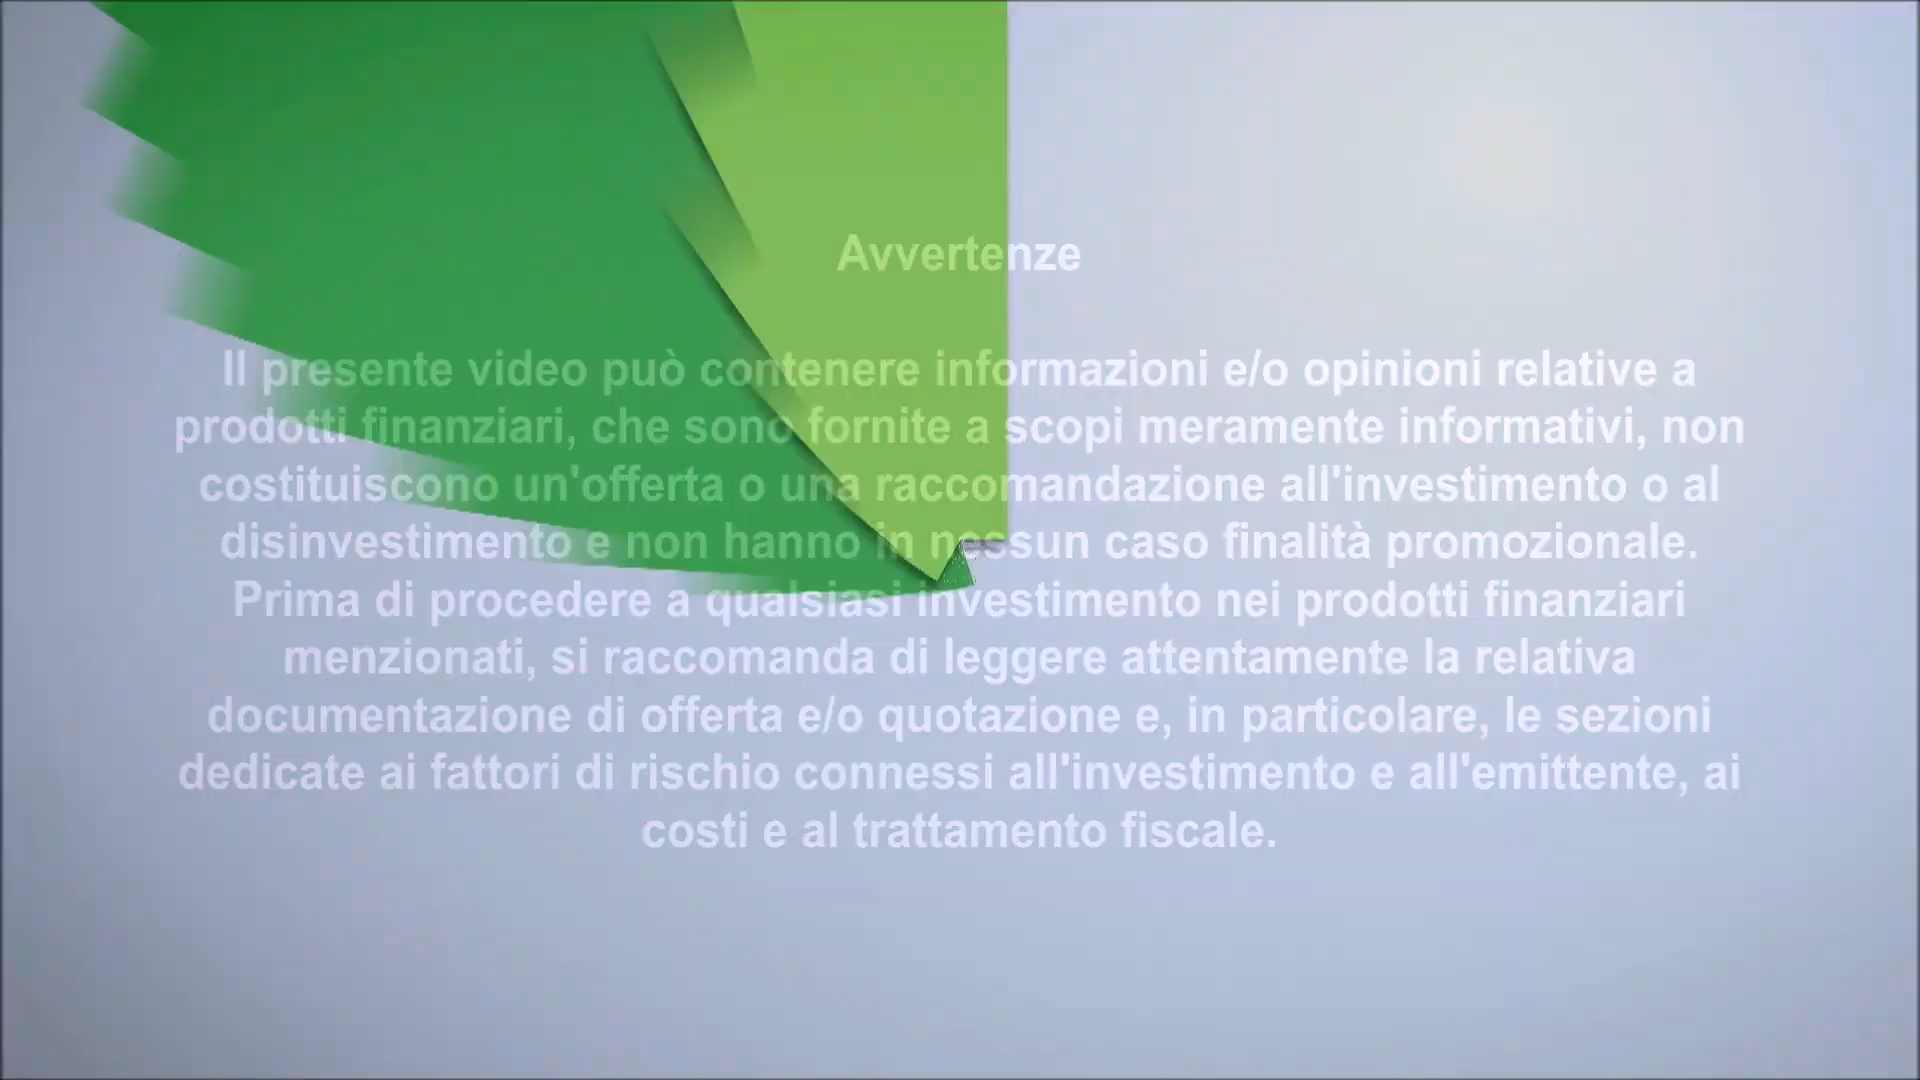 Avvertenze
Il presente video può contenere informazioni e/o opinioni relative a
prodotti finanziari, che sono fornite a scopi meramente informativi, non
costituiscono un'offerta o una raccomandazione all'investimento o al
disinvestimento e non hanno in nessun caso finalità promozionale.
Prima di procedere a qualsiasi investimento nei prodotti finanziari
menzionati, si raccomanda di leggere attentamente la relativa
documentazione di offerta e/o quotazione e, in particolare, le sezioni
dedicate ai fattori di rischio connessi all'investimento e all'emittente, ai
costi e al trattamento fiscale.